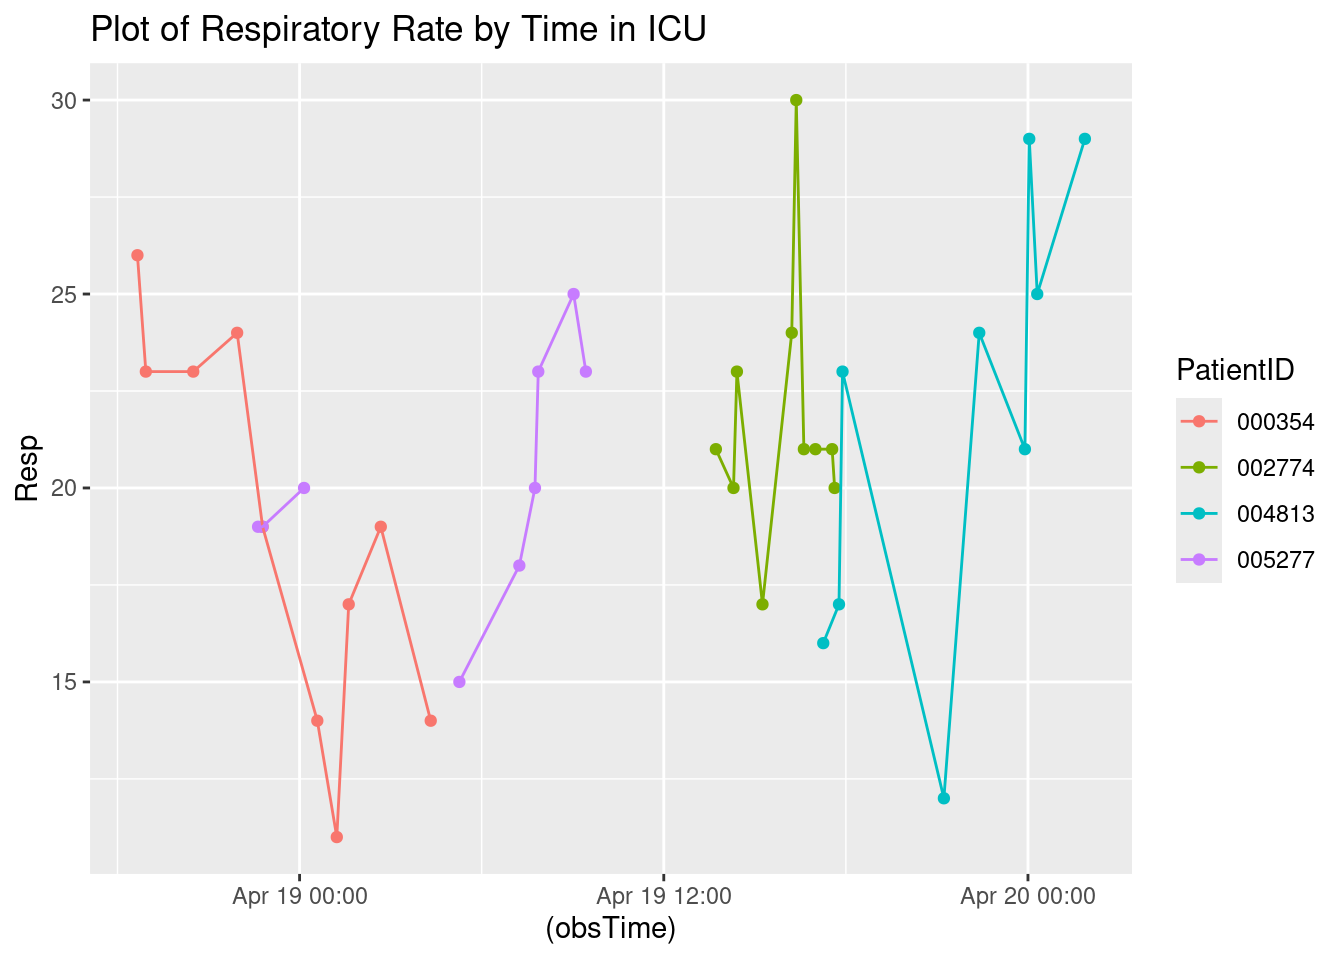 Plot of Respiratory Rate by Time in ICU
30
25
20
15
Resp
Apr 19 00:00
Apr 19 12:00
Apr 20 00:00
(obsTime)
PatientID
000354
002774
004813
005277